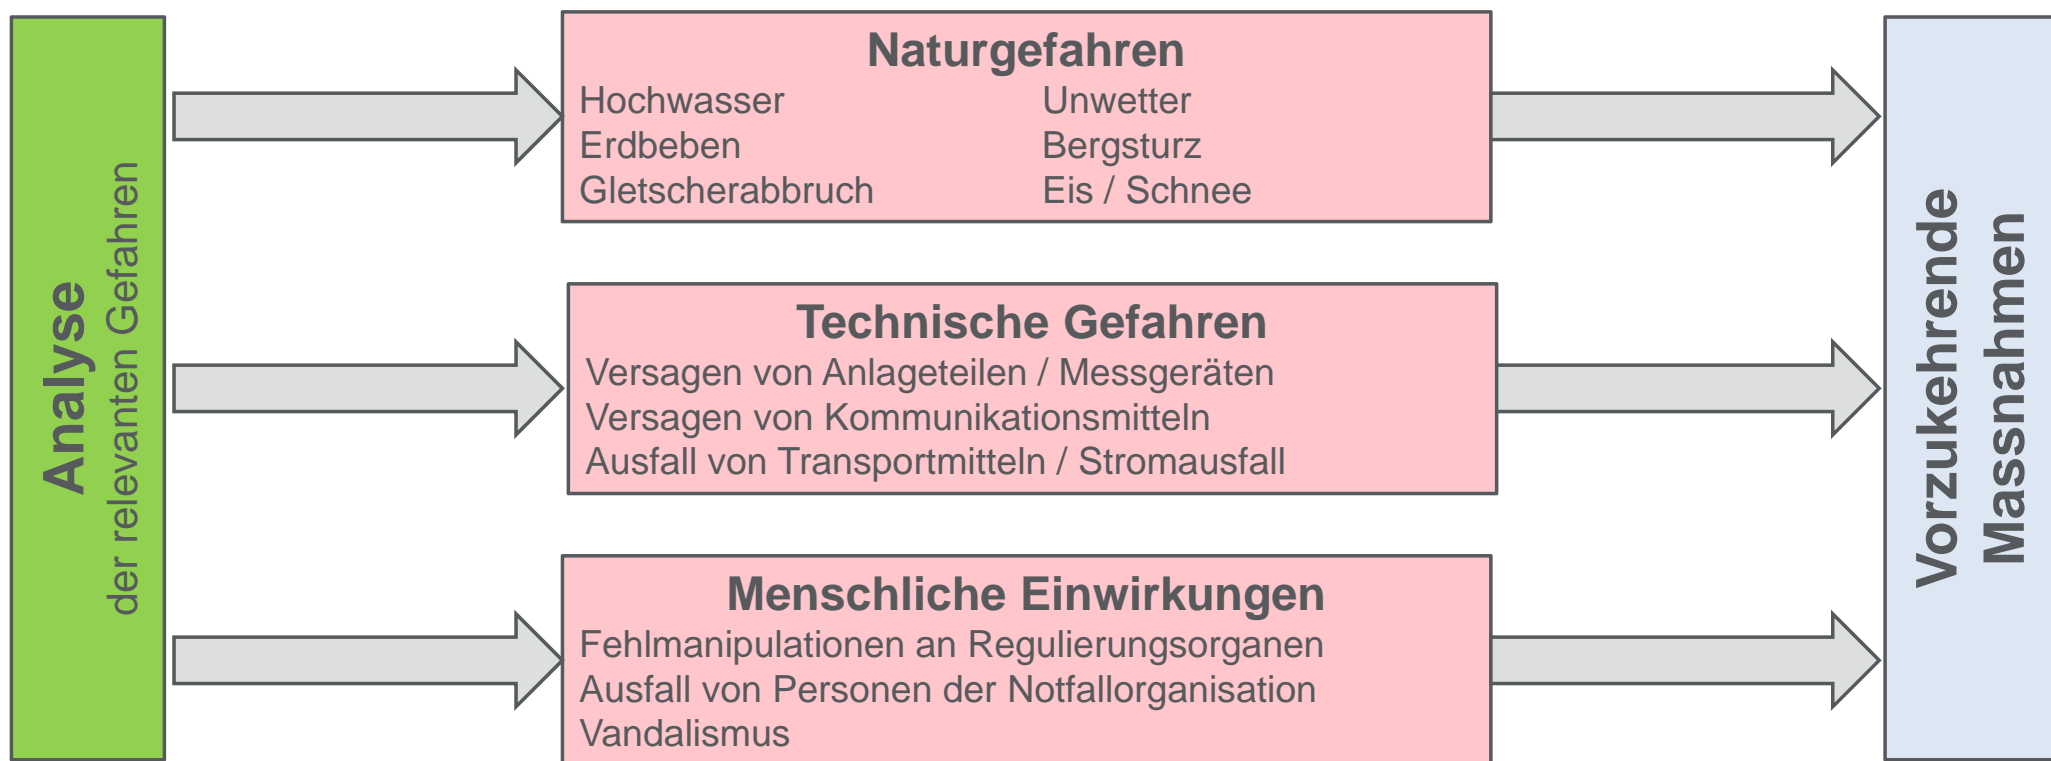 Analyse
der relevanten Gefahren
Naturgefahren
Hochwasser
Unwetter
Erdbeben
Bergsturz
Gletscherabbruch
Eis / Schnee
Technische Gefahren
Versagen von Anlageteilen / Messgeräten
Versagen von Kommunikationsmitteln
Ausfall von Transportmitteln / Stromausfall
Menschliche Einwirkungen
Fehlmanipulationen an Regulierungsorganen
Ausfall von Personen der Notfallorganisation
Vandalismus
Vorzukehrende
Massnahmen